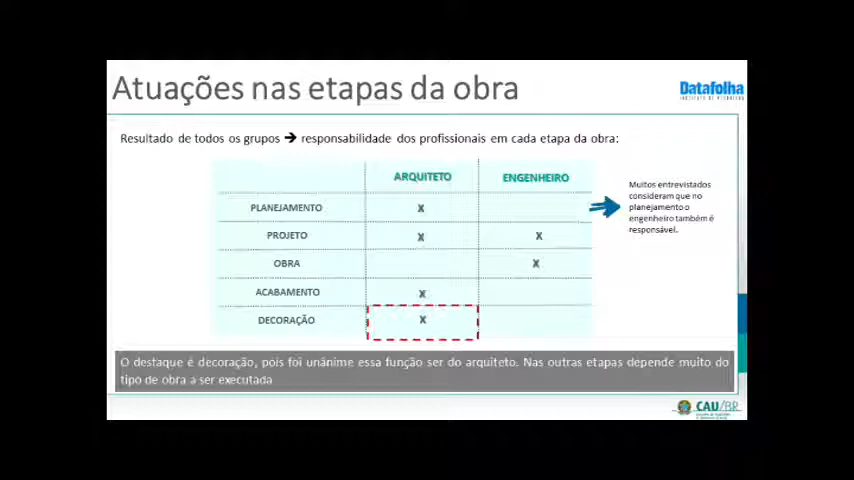 Atuações nas etapas da obra
Datafolha
INSTITUTO DE PESQUISAS
Resultado de todos os grupos → responsabilidade dos profissionais em cada etapa da obra:
ARQUITETO ENGENHEIRO
PLANEJAMENTO X
PROJETO X X
OBRA X
ACABAMENTO X
DECORAÇÃO X
Muitos entrevistados
consideram que no
planejamento o
engenheiro também é
responsável.
O destaque é decoração, pois foi unânime essa função ser do arquiteto. Nas outras etapas depende muito do
tipo de obra a ser executada
CAU/BR